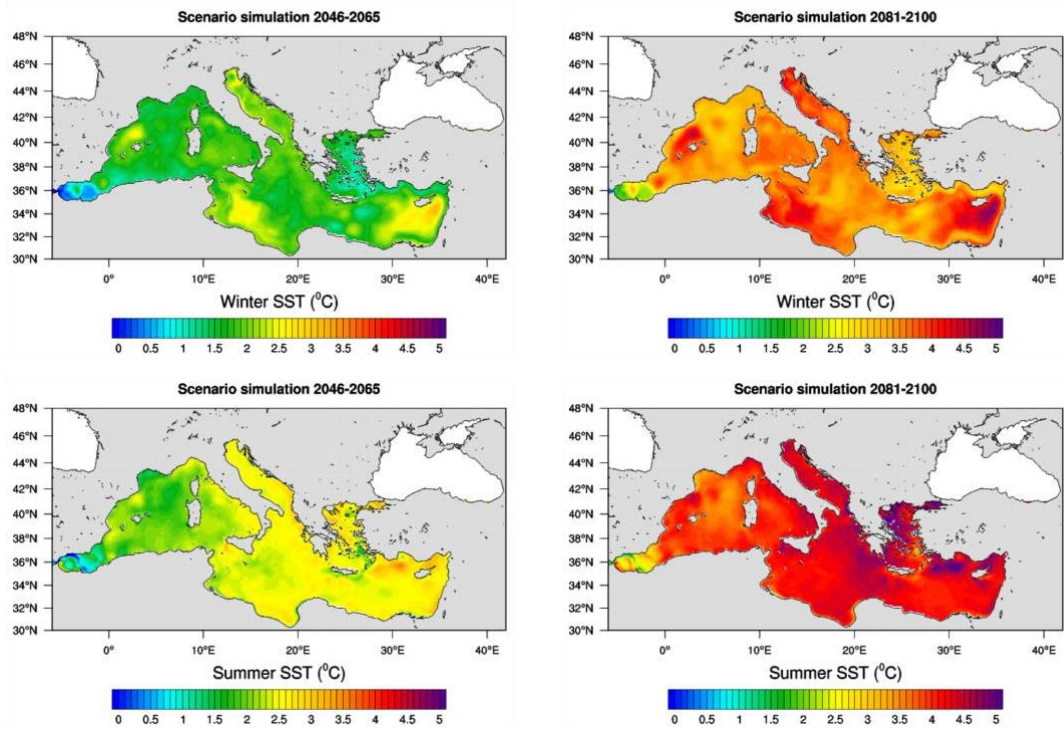 Scenario simulation 2046-2065
48°N
46°N
44°N
42°N
40°N
38°N
36°N
34°N
32°N
30°N
0° 10°E 20°E 30°E 40°E
Winter SST (⁰C)
0 0.5 1 1.5 2 2.5 3 3.5 4 4.5 5
Scenario simulation 2081-2100
48°N
46°N
44°N
42°N
40°N
38°N
36°N
34°N
32°N
30°N
0° 10°E 20°E 30°E 40°E
Winter SST (⁰C)
0 0.5 1 1.5 2 2.5 3 3.5 4 4.5 5
Scenario simulation 2046-2065
48°N
46°N
44°N
42°N
40°N
38°N
36°N
34°N
32°N
30°N
0° 10°E 20°E 30°E 40°E
Summer SST (⁰C)
0 0.5 1 1.5 2 2.5 3 3.5 4 4.5 5
Scenario simulation 2081-2100
48°N
46°N
44°N
42°N
40°N
38°N
36°N
34°N
32°N
30°N
0° 10°E 20°E 30°E 40°E
Summer SST (⁰C)
0 0.5 1 1.5 2 2.5 3 3.5 4 4.5 5